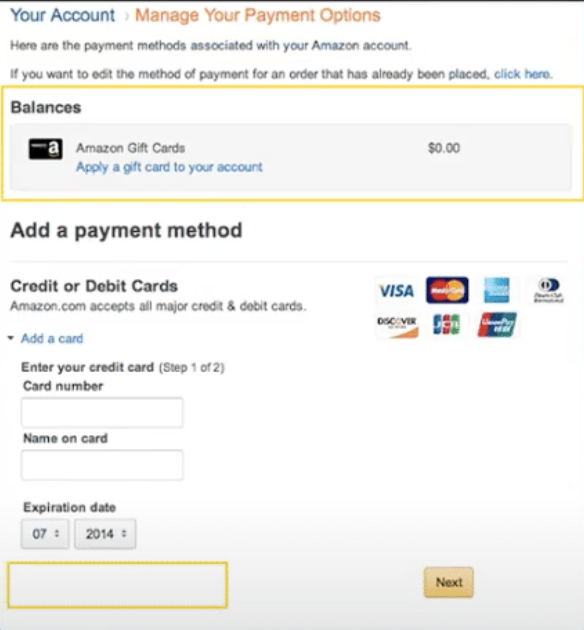 Your Account › Manage Your Payment Options
Here are the payment methods associated with your Amazon account.
If you want to edit the method of payment for an order that has already been placed, click here.
Balances
a
Amazon Gift Cards
$0.00
Apply a gift card to your account
Add a payment method
Credit or Debit Cards
VISA MasterCard
Amazon.com accepts all major credit & debit cards.
DISCOVER JCB UnionPay
Add a card
Enter your credit card (Step 1 of 2)
Card number
Name on card
Expiration date
07 2014
Next